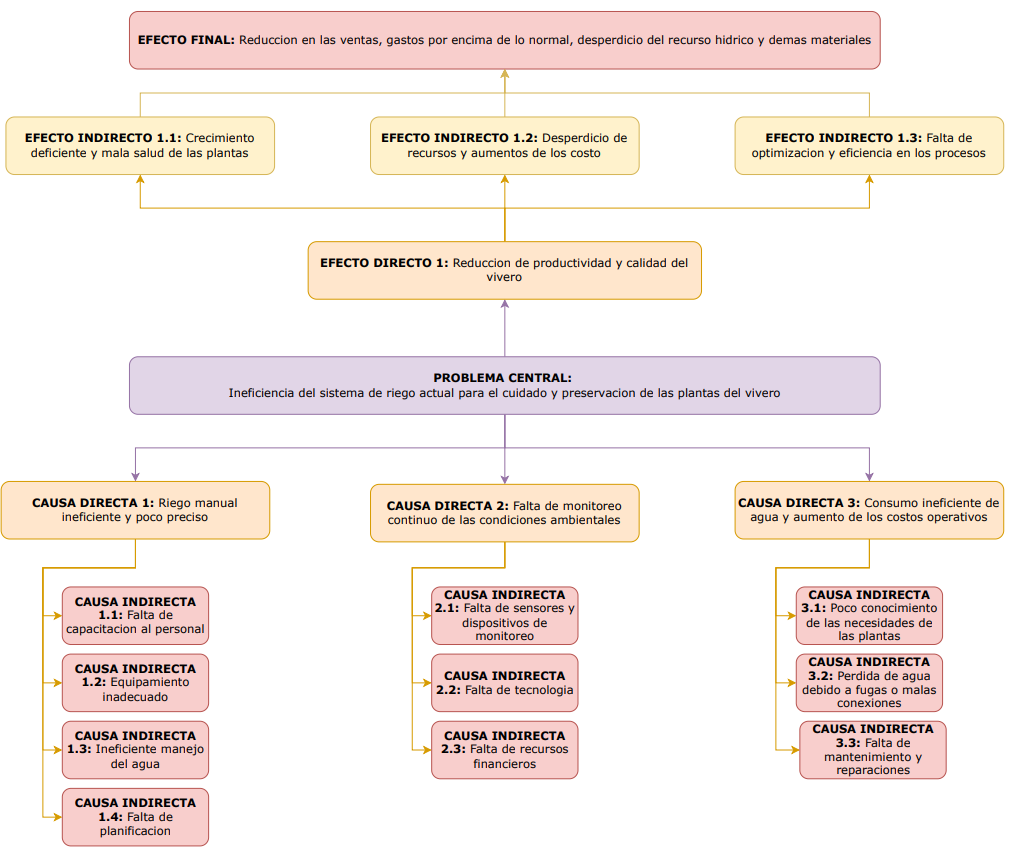 EFECTO FINAL: Reduccion en las ventas, gastos por encima de lo normal, desperdicio del recurso hidrico y demas materiales
EFECTO INDIRECTO 1.1: Crecimiento
deficiente y mala salud de las plantas
EFECTO INDIRECTO 1.2: Desperdicio de
recursos y aumentos de los costo
EFECTO INDIRECTO 1.3: Falta de
optimizacion y eficiencia en los procesos
EFECTO DIRECTO 1: Reduccion de productividad y calidad del
vivero
PROBLEMA CENTRAL:
Ineficiencia del sistema de riego actual para el cuidado y preservacion de las plantas del vivero
CAUSA DIRECTA 1: Riego manual
ineficiente y poco preciso
CAUSA DIRECTA 2: Falta de monitoreo
continuo de las condiciones ambientales
CAUSA DIRECTA 3: Consumo ineficiente de
agua y aumento de los costos operativos
CAUSA INDIRECTA
1.1: Falta de
capacitacion al personal
CAUSA INDIRECTA
1.2: Equipamiento
inadecuado
CAUSA INDIRECTA
1.3: Ineficiente manejo
del agua
CAUSA INDIRECTA
1.4: Falta de
planificacion
CAUSA INDIRECTA
2.1: Falta de sensores y
dispositivos de
monitoreo
CAUSA INDIRECTA
2.2: Falta de tecnologia
CAUSA INDIRECTA
2.3: Falta de recursos
financieros
CAUSA INDIRECTA
3.1: Poco conocimiento
de las necesidades de
las plantas
CAUSA INDIRECTA
3.2: Perdida de agua
debido a fugas o malas
conexiones
CAUSA INDIRECTA
3.3: Falta de
mantenimiento y
reparaciones